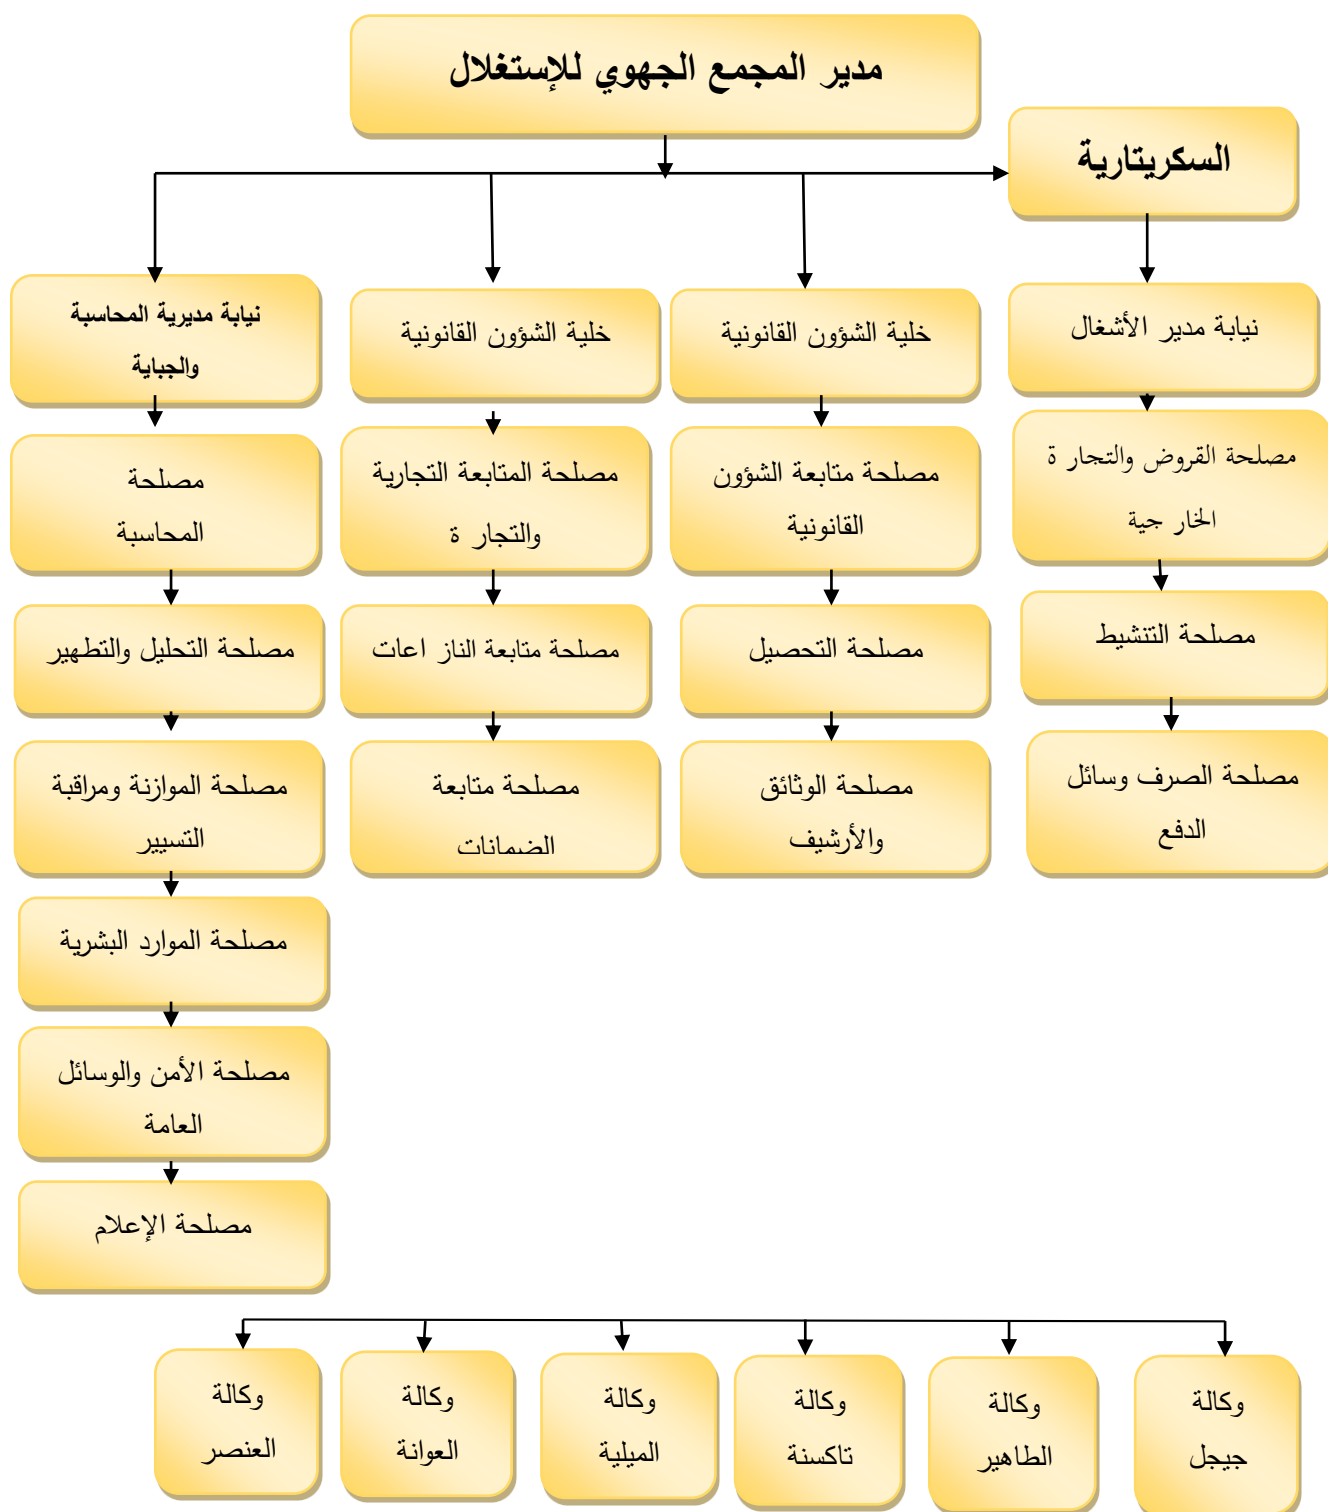 مدير المجمع الجهوي للإستغلال
السكريتارية
نيابة مدير الأشغال
خلية الشؤون القانونية
خلية الشؤون القانونية
نيابة مديرية المحاسبة
والجباية
مصلحة القروض والتجار ة
الخار جية
مصلحة متابعة الشؤون
القانونية
مصلحة المتابعة التجارية
والتجار ة
مصلحة
المحاسبة
مصلحة التنشيط
مصلحة التحصيل
مصلحة متابعة الناز اعات
مصلحة التحليل والتطهير
مصلحة الصرف وسائل
الدفع
مصلحة الوثائق
والأرشيف
مصلحة متابعة
الضمانات
مصلحة الموازنة ومراقبة
التسيير
مصلحة الموارد البشرية
مصلحة الأمن والوسائل
العامة
مصلحة الإعلام
وكالة
جيجل
وكالة
الطاهير
وكالة
تاكسنة
وكالة
الميلية
وكالة
العوانة
وكالة
العنصر